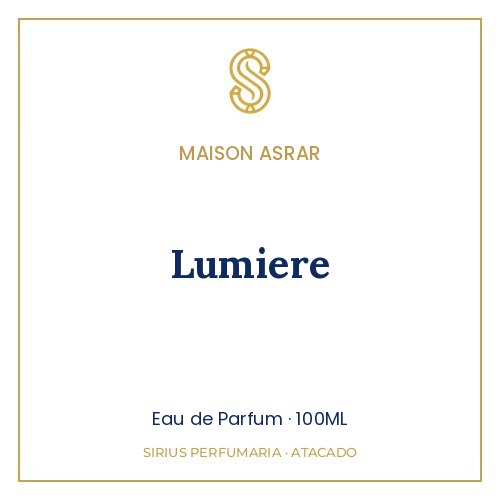 MAISON ASRAR
Lumiere
Eau de Parfum · 100ML
SIRIUS PERFUMARIA · ATACADO